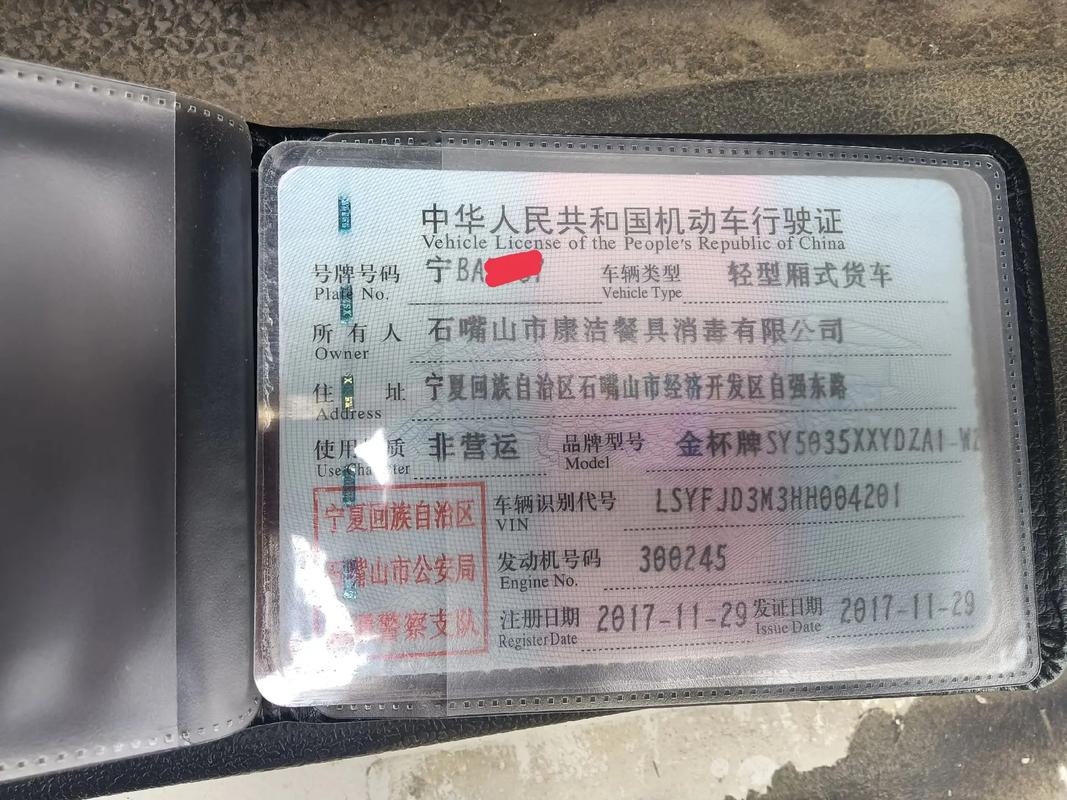 中华人民共和国机动车行驶证
Vehicle License of the People's Republic of China
号牌号码 宁BA 车辆类型 轻型厢式货车
Plate No. Vehicle Type
所有人 石嘴山市康洁餐具消毒有限公司
Owner
住址 宁夏回族自治区石嘴山市经济开发区自强东路
Address
使用性质 非营运 品牌型号 金杯牌SY5035XXYDZA1-WZ
Use Character Model
宁夏回族自治区 车辆识别代号 LSYFJD3M3HH004201
VIN
石嘴山市公安局 发动机号码 300245
Engine No.
交通警察支队 注册日期 2017-11-29 发证日期 2017-11-29
Register Date Issue Date